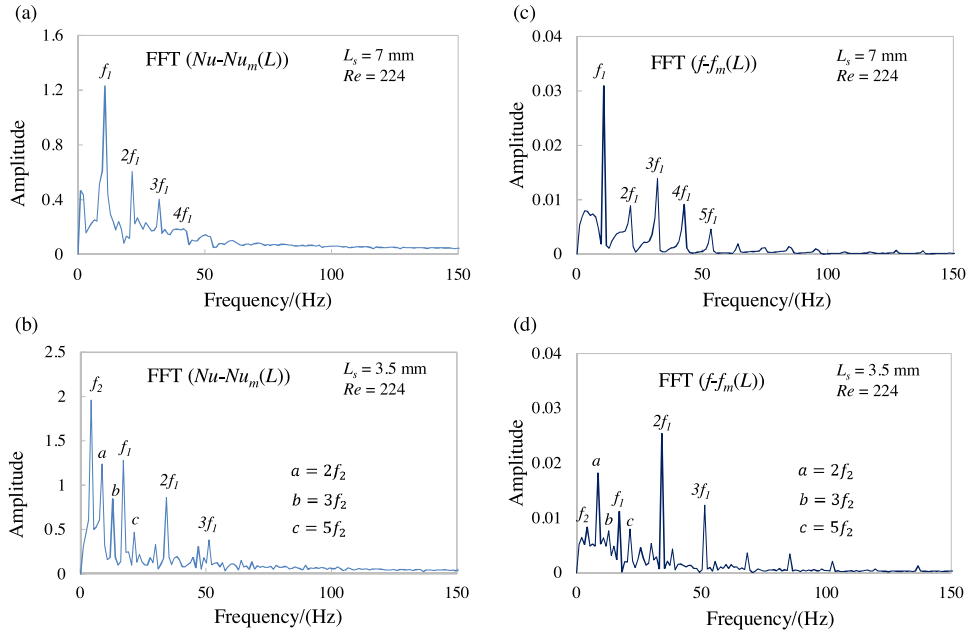 (a)
FFT (Nu-Nuₘ(L))
Lₛ = 7 mm
Re = 224
f₁
2f₁
3f₁
4f₁
Amplitude
1.6
1.2
0.8
0.4
0
0 50 100 150
Frequency/(Hz)
(c)
FFT (f-fₘ(L))
Lₛ = 7 mm
Re = 224
f₁
2f₁
3f₁
4f₁
5f₁
Amplitude
0.04
0.03
0.02
0.01
0
0 50 100 150
Frequency/(Hz)
(b)
FFT (Nu-Nuₘ(L))
Lₛ = 3.5 mm
Re = 224
f₂
a
b
f₁
c
2f₁
3f₁
a = 2f₂
b = 3f₂
c = 5f₂
Amplitude
2.5
2
1.5
1
0.5
0
0 50 100 150
Frequency/(Hz)
(d)
FFT (f-fₘ(L))
Lₛ = 3.5 mm
Re = 224
f₂
a
b
f₁
c
2f₁
3f₁
a = 2f₂
b = 3f₂
c = 5f₂
Amplitude
0.04
0.03
0.02
0.01
0
0 50 100 150
Frequency/(Hz)